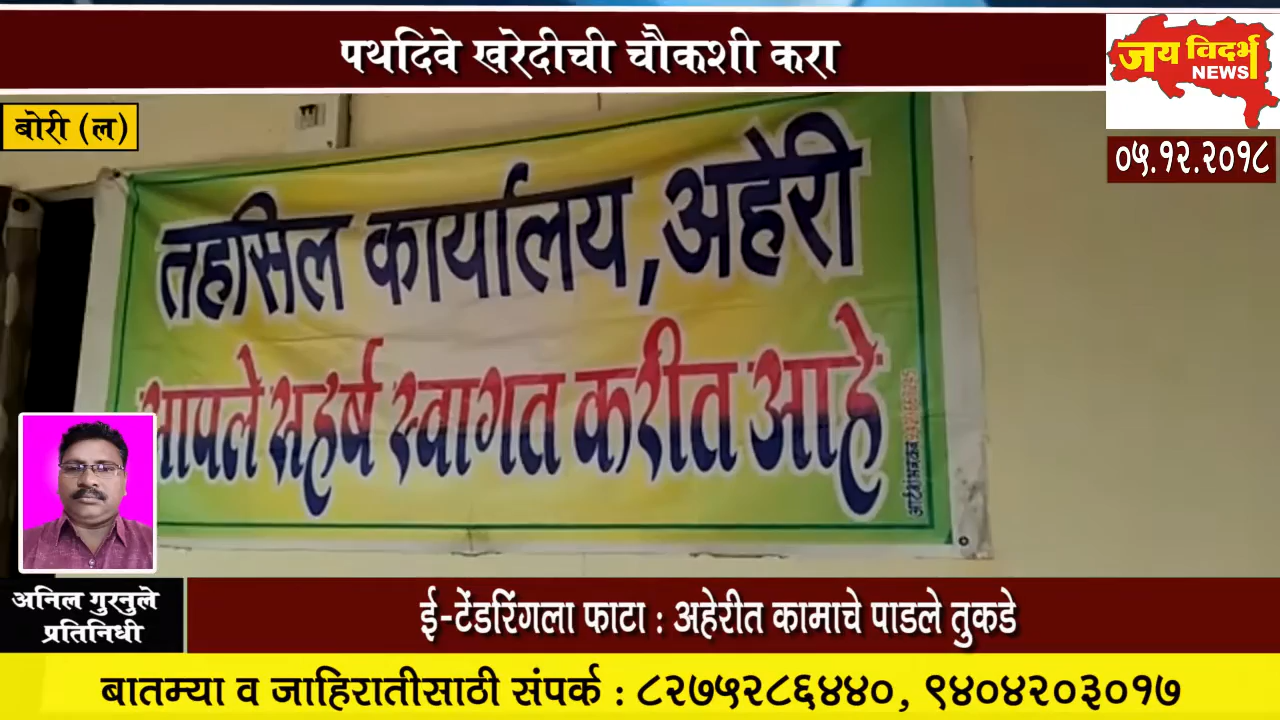 पथदिवे खरेदीची चौकशी करा
जय विदर्भ
NEWS
०५.१२.२०१८
बोरी (ल)
तहसिल कार्यालय, अहेरी
आपले सहर्ष स्वागत करीत आहे
अनिल गुरनुले
प्रतिनिधी
ई-टेंडरिंगला फाटा : अहेरीत कामाचे पाडले तुकडे
बातम्या व जाहिरातीसाठी संपर्क : ८२७५२८६४४०, ९४०४२०३०१७